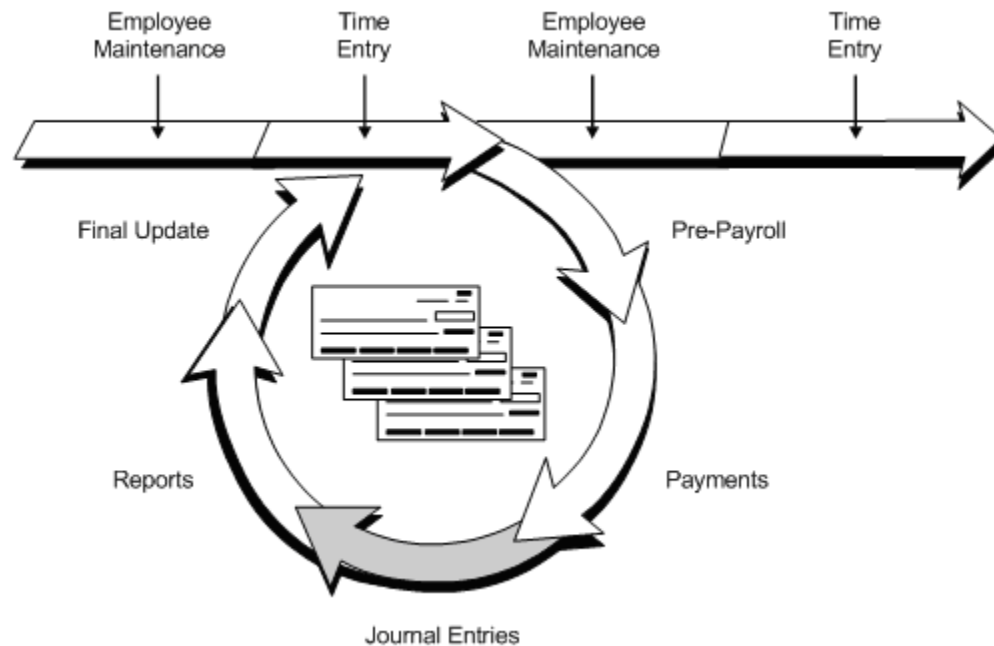 Employee
Maintenance
Time
Entry
Employee
Maintenance
Time
Entry
Final Update
Pre-Payroll
Reports
Payments
Journal Entries